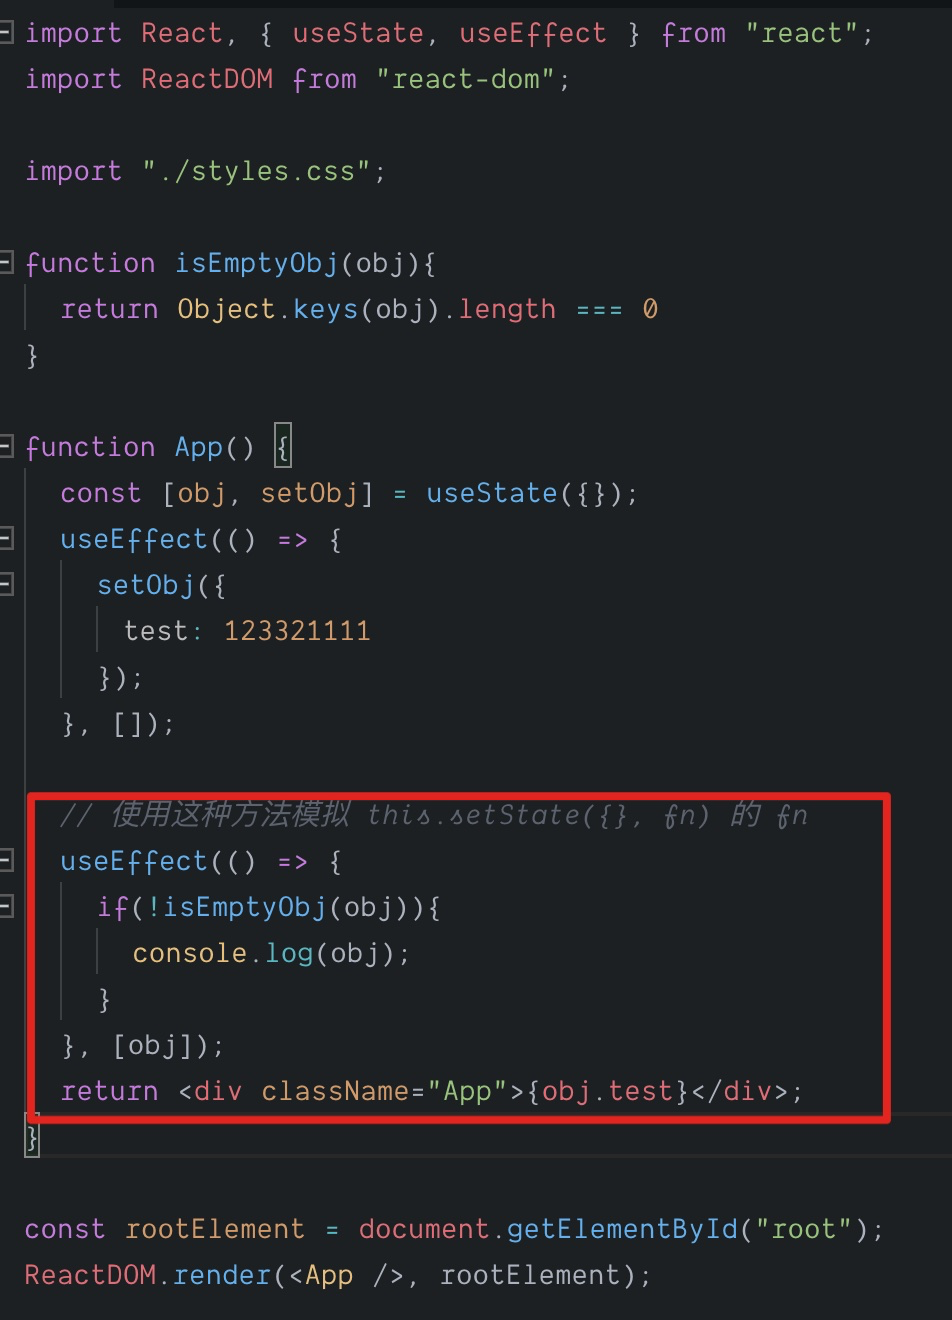 import React, { useState, useEffect } from "react";
import ReactDOM from "react-dom";
import "./styles.css";
function isEmptyObj(obj){
return Object.keys(obj).length === 0
}
function App() {
const [obj, setObj] = useState({});
useEffect(() => {
setObj({
test: 123321111
});
}, []);
// 使用这种方法模拟 this.setState({}, fn) 的 fn
useEffect(() => {
if(!isEmptyObj(obj)){
console.log(obj);
}
}, [obj]);
return <div className="App">{obj.test}</div>;
}
const rootElement = document.getElementById("root");
ReactDOM.render(<App />, rootElement);